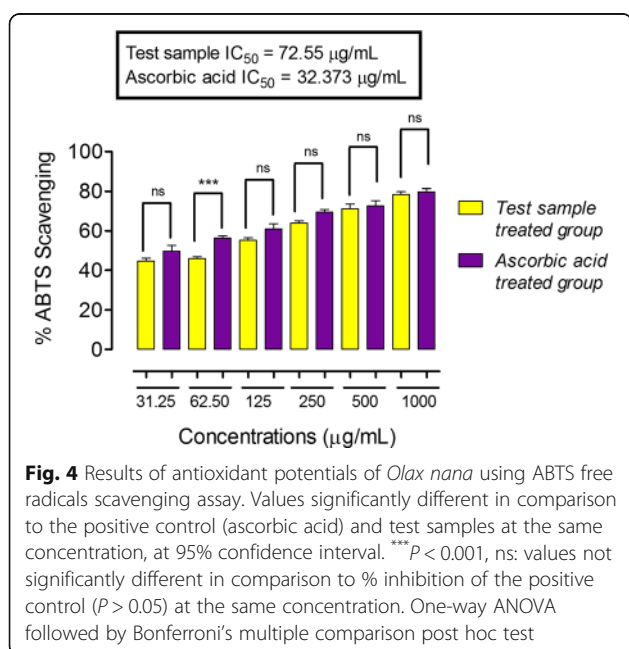 Test sample IC50 = 72.55 μg/mL
Ascorbic acid IC50 = 32.373 μg/mL
ns
***
ns
ns
ns
ns
100
80
60
40
20
0
% ABTS Scavenging
Test sample
treated group
Ascorbic acid
treated group
31.25 62.50 125 250 500 1000
Concentrations (μg/mL)
Fig. 4 Results of antioxidant potentials of Olax nana using ABTS free
radicals scavenging assay. Values significantly different in comparison
to the positive control (ascorbic acid) and test samples at the same
concentration, at 95% confidence interval. ***P < 0.001, ns: values not
significantly different in comparison to % inhibition of the positive
control (P > 0.05) at the same concentration. One-way ANOVA
followed by Bonferroni's multiple comparison post hoc test